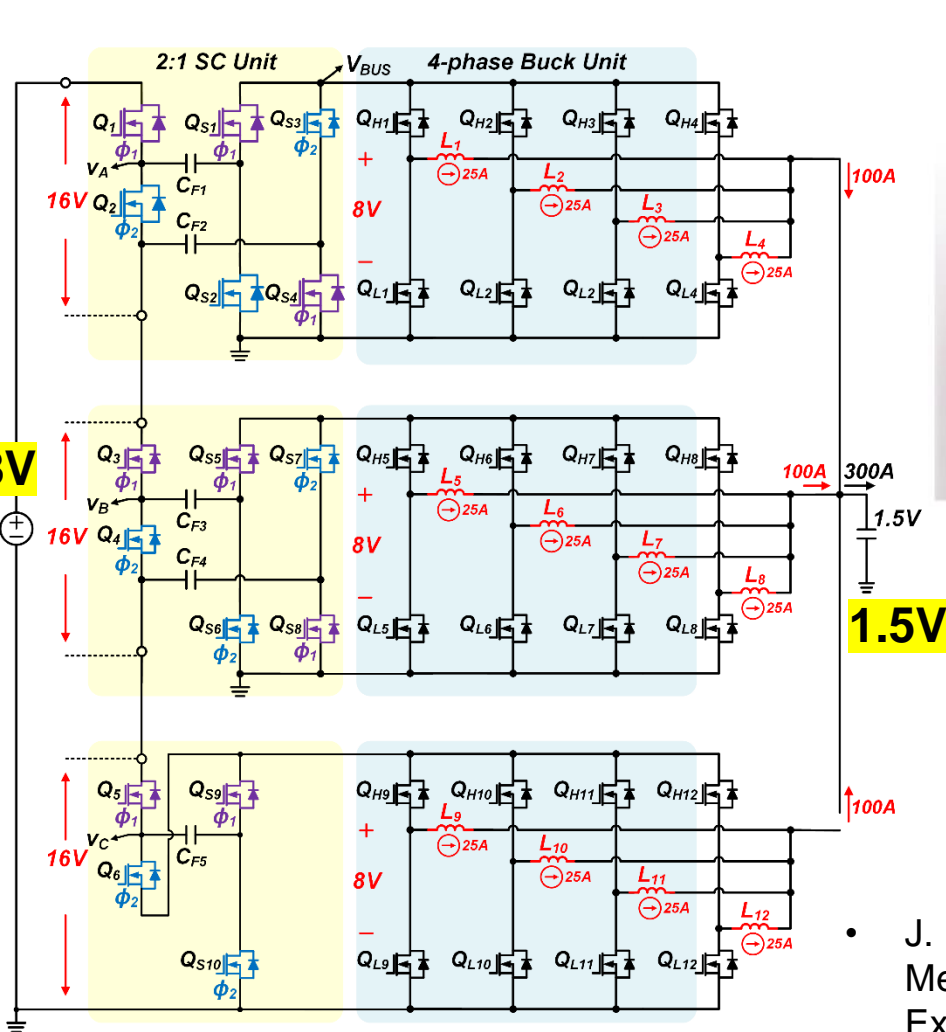 2:1 SC Unit
4-phase Buck Unit
V_BUS
Q1 ϕ1 QS1 ϕ1 QS3 ϕ2 QH1 QH2 QH3 QH4
vA CF1 + L1 25A 100A
16V Q2 ϕ2 CF2 8V L2 25A L3 25A
– L4 25A
QS2 ϕ2 QS4 ϕ1 QL1 QL2 QL2 QL4
8V
Q3 ϕ1 QS5 ϕ1 QS7 ϕ2 QH5 QH6 QH7 QH8
vB CF3 + L5 25A 100A 300A
16V Q4 ϕ2 CF4 8V L6 25A L7 25A 1.5V
– L8 25A
QS6 ϕ2 QS8 ϕ1 QL5 QL6 QL7 QL8
1.5V
Q5 ϕ1 QS9 ϕ1 QH9 QH10 QH11 QH12
vC CF5 + L9 25A 100A
16V Q6 ϕ2 8V L10 25A L11 25A
– L12 25A
QS10 ϕ2 QL9 QL10 QL11 QL12
• J.
Me
Ex